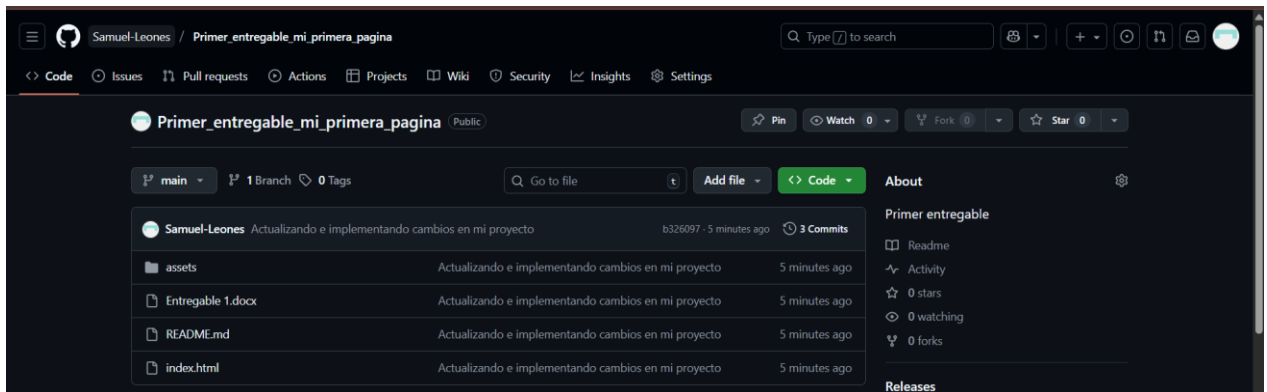 Samuel-Leones / Primer_entregable_mi_primera_pagina
Type / to search
Code Issues Pull requests Actions Projects Wiki Security Insights Settings
Primer_entregable_mi_primera_pagina Public
Pin Watch 0 Fork 0 Star 0
main 1 Branch 0 Tags Go to file t Add file Code
Samuel-Leones Actualizando e implementando cambios en mi proyecto b326097 · 5 minutes ago 3 Commits
assets Actualizando e implementando cambios en mi proyecto 5 minutes ago
Entregable 1.docx Actualizando e implementando cambios en mi proyecto 5 minutes ago
README.md Actualizando e implementando cambios en mi proyecto 5 minutes ago
index.html Actualizando e implementando cambios en mi proyecto 5 minutes ago
About
Primer entregable
Readme
Activity
0 stars
0 watching
0 forks
Releases